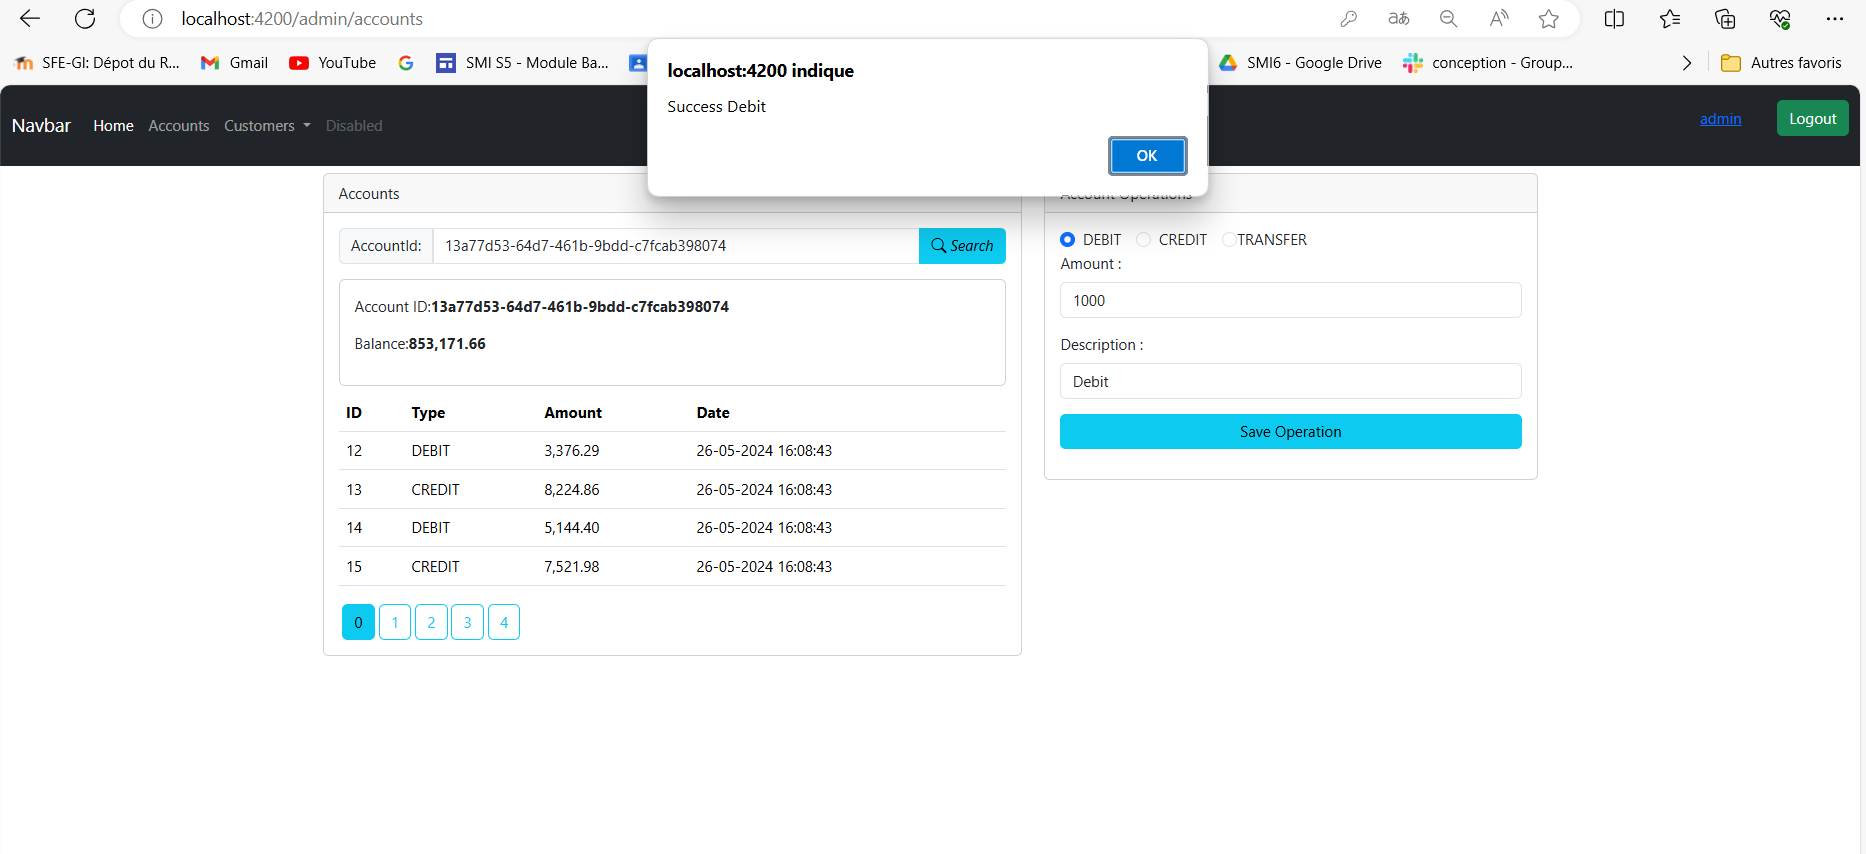 localhost:4200/admin/accounts
SFE-GI: Dépot du R... Gmail YouTube SMI S5 - Module Ba... SMI6 - Google Drive conception - Group... Autres favoris
localhost:4200 indique
Success Debit
OK
Navbar Home Accounts Customers Disabled admin Logout
Accounts
AccountId: 13a77d53-64d7-461b-9bdd-c7fcab398074 Search
Account ID:13a77d53-64d7-461b-9bdd-c7fcab398074
Balance:853,171.66
ID Type Amount Date
12 DEBIT 3,376.29 26-05-2024 16:08:43
13 CREDIT 8,224.86 26-05-2024 16:08:43
14 DEBIT 5,144.40 26-05-2024 16:08:43
15 CREDIT 7,521.98 26-05-2024 16:08:43
0 1 2 3 4
Account Operations
DEBIT CREDIT TRANSFER
Amount :
1000
Description :
Debit
Save Operation